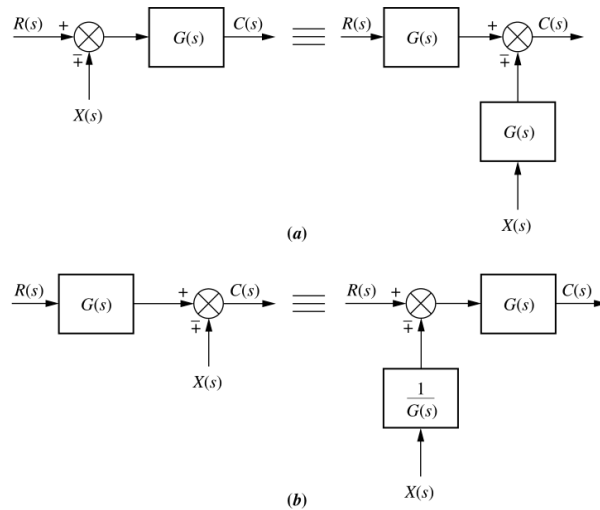 R(s) + G(s) C(s) R(s) G(s) + C(s)
∓ ∓
X(s) G(s)
X(s)
(a)
R(s) G(s) + C(s) R(s) + G(s) C(s)
∓ ∓
X(s) 1
G(s)
X(s)
(b)